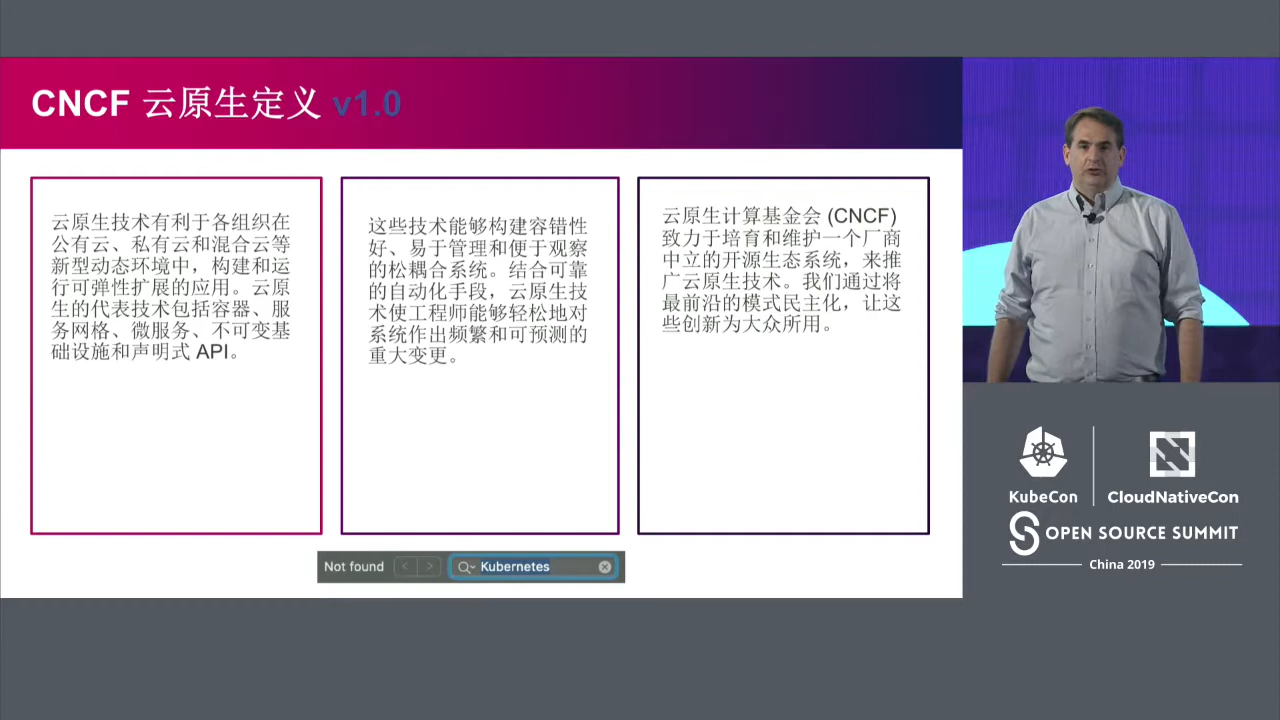 CNCF 云原生定义 v1.0
云原生技术有利于各组织在
公有云、私有云和混合云等
新型动态环境中，构建和运
行可弹性扩展的应用。云原
生的代表技术包括容器、服
务网格、微服务、不可变基
础设施和声明式 API。
这些技术能够构建容错性
好、易于管理和便于观察
的松耦合系统。结合可靠
的自动化手段，云原生技
术使工程师能够轻松地对
系统作出频繁和可预测的
重大变更。
云原生计算基金会 (CNCF)
致力于培育和维护一个厂商
中立的开源生态系统，来推
广云原生技术。我们通过将
最前沿的模式民主化，让这
些创新为大众所用。
Not found
Kubernetes
KubeCon
CloudNativeCon
OPEN SOURCE SUMMIT
China 2019